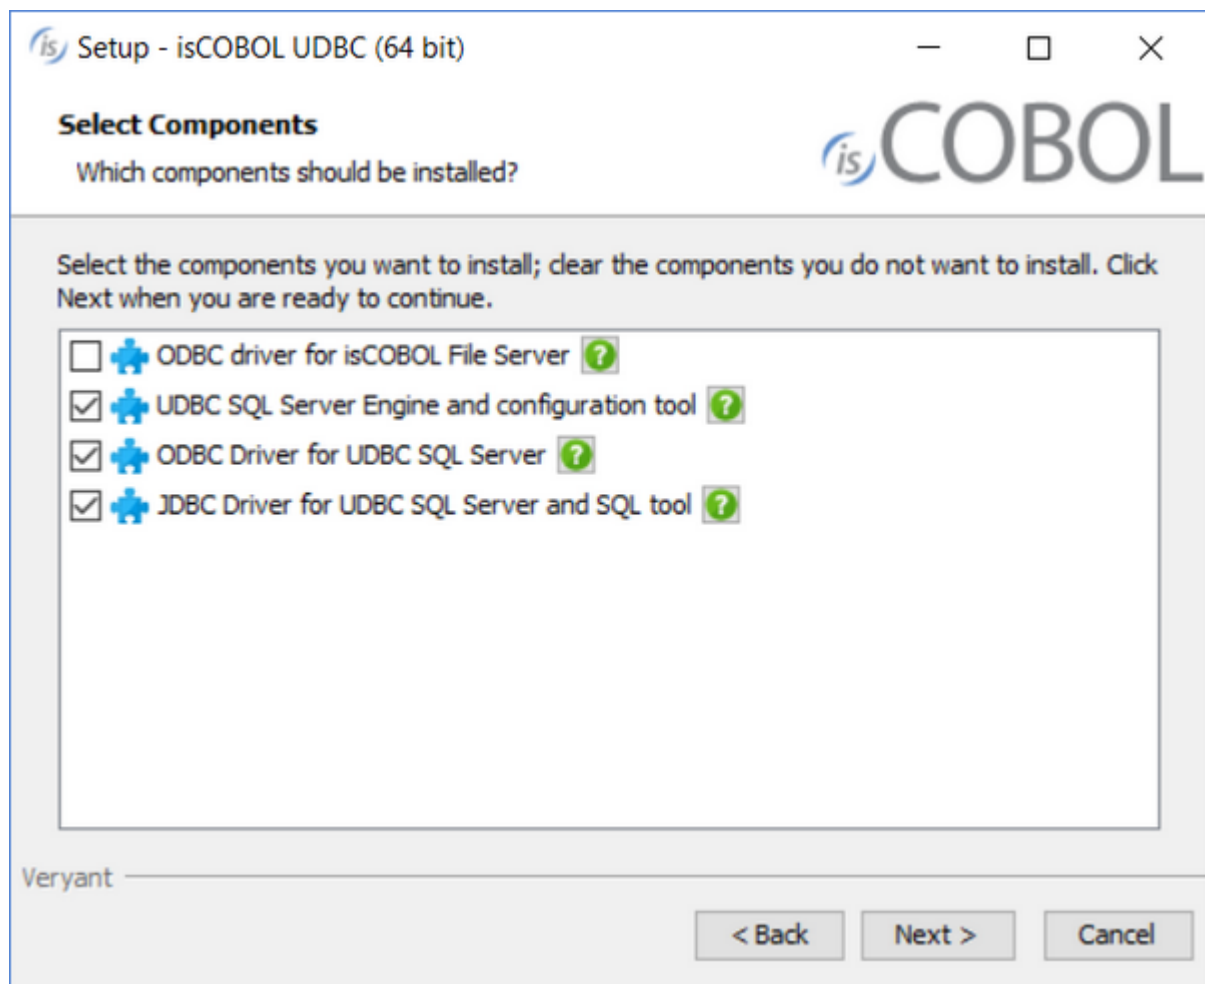 is Setup - isCOBOL UDBC (64 bit)
Select Components
Which components should be installed?
isCOBOL
Select the components you want to install; clear the components you do not want to install. Click
Next when you are ready to continue.
ODBC driver for isCOBOL File Server ?
UDBC SQL Server Engine and configuration tool ?
ODBC Driver for UDBC SQL Server ?
JDBC Driver for UDBC SQL Server and SQL tool ?
Veryant
< Back Next > Cancel